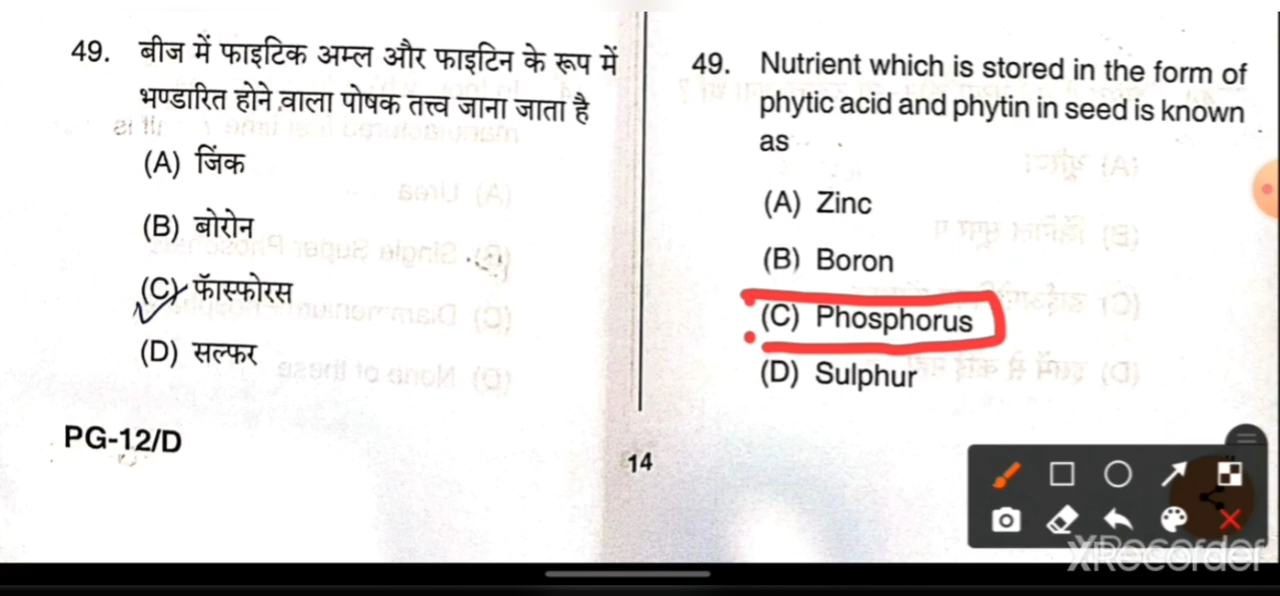 49. बीज में फाइटिक अम्ल और फाइटिन के रूप में
भण्डारित होने वाला पोषक तत्त्व जाना जाता है
(A) जिंक
(B) बोरोन
(C) फॅास्फोरस
(D) सल्फर
PG-12/D
49. Nutrient which is stored in the form of
phytic acid and phytin in seed is known
as
(A) Zinc
(B) Boron
(C) Phosphorus
(D) Sulphur
14
XRecorder